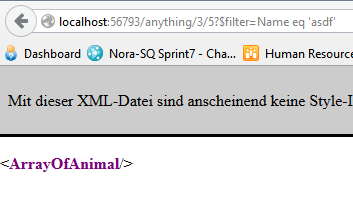 localhost:56793/anything/3/5?$filter=Name eq 'asdf'
Dashboard Nora-SQ Sprint7 - Cha... Human Resource
Mit dieser XML-Datei sind anscheinend keine Style-I
<ArrayOfAnimal/>